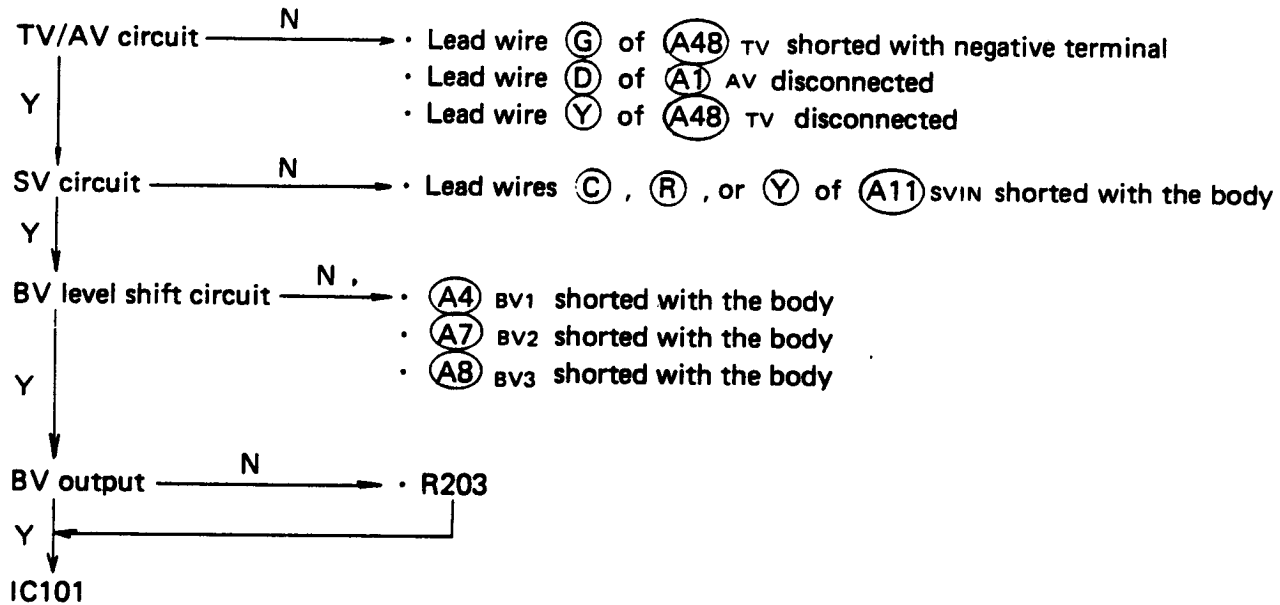 TV/AV circuit N · Lead wire G of A48 TV shorted with negative terminal
· Lead wire D of A1 AV disconnected
Y
· Lead wire Y of A48 TV disconnected
SV circuit N · Lead wires C , R , or Y of A11 SVIN shorted with the body
Y
BV level shift circuit N · A4 BV1 shorted with the body
· A7 BV2 shorted with the body
· A8 BV3 shorted with the body
Y
BV output N · R203
Y
IC101